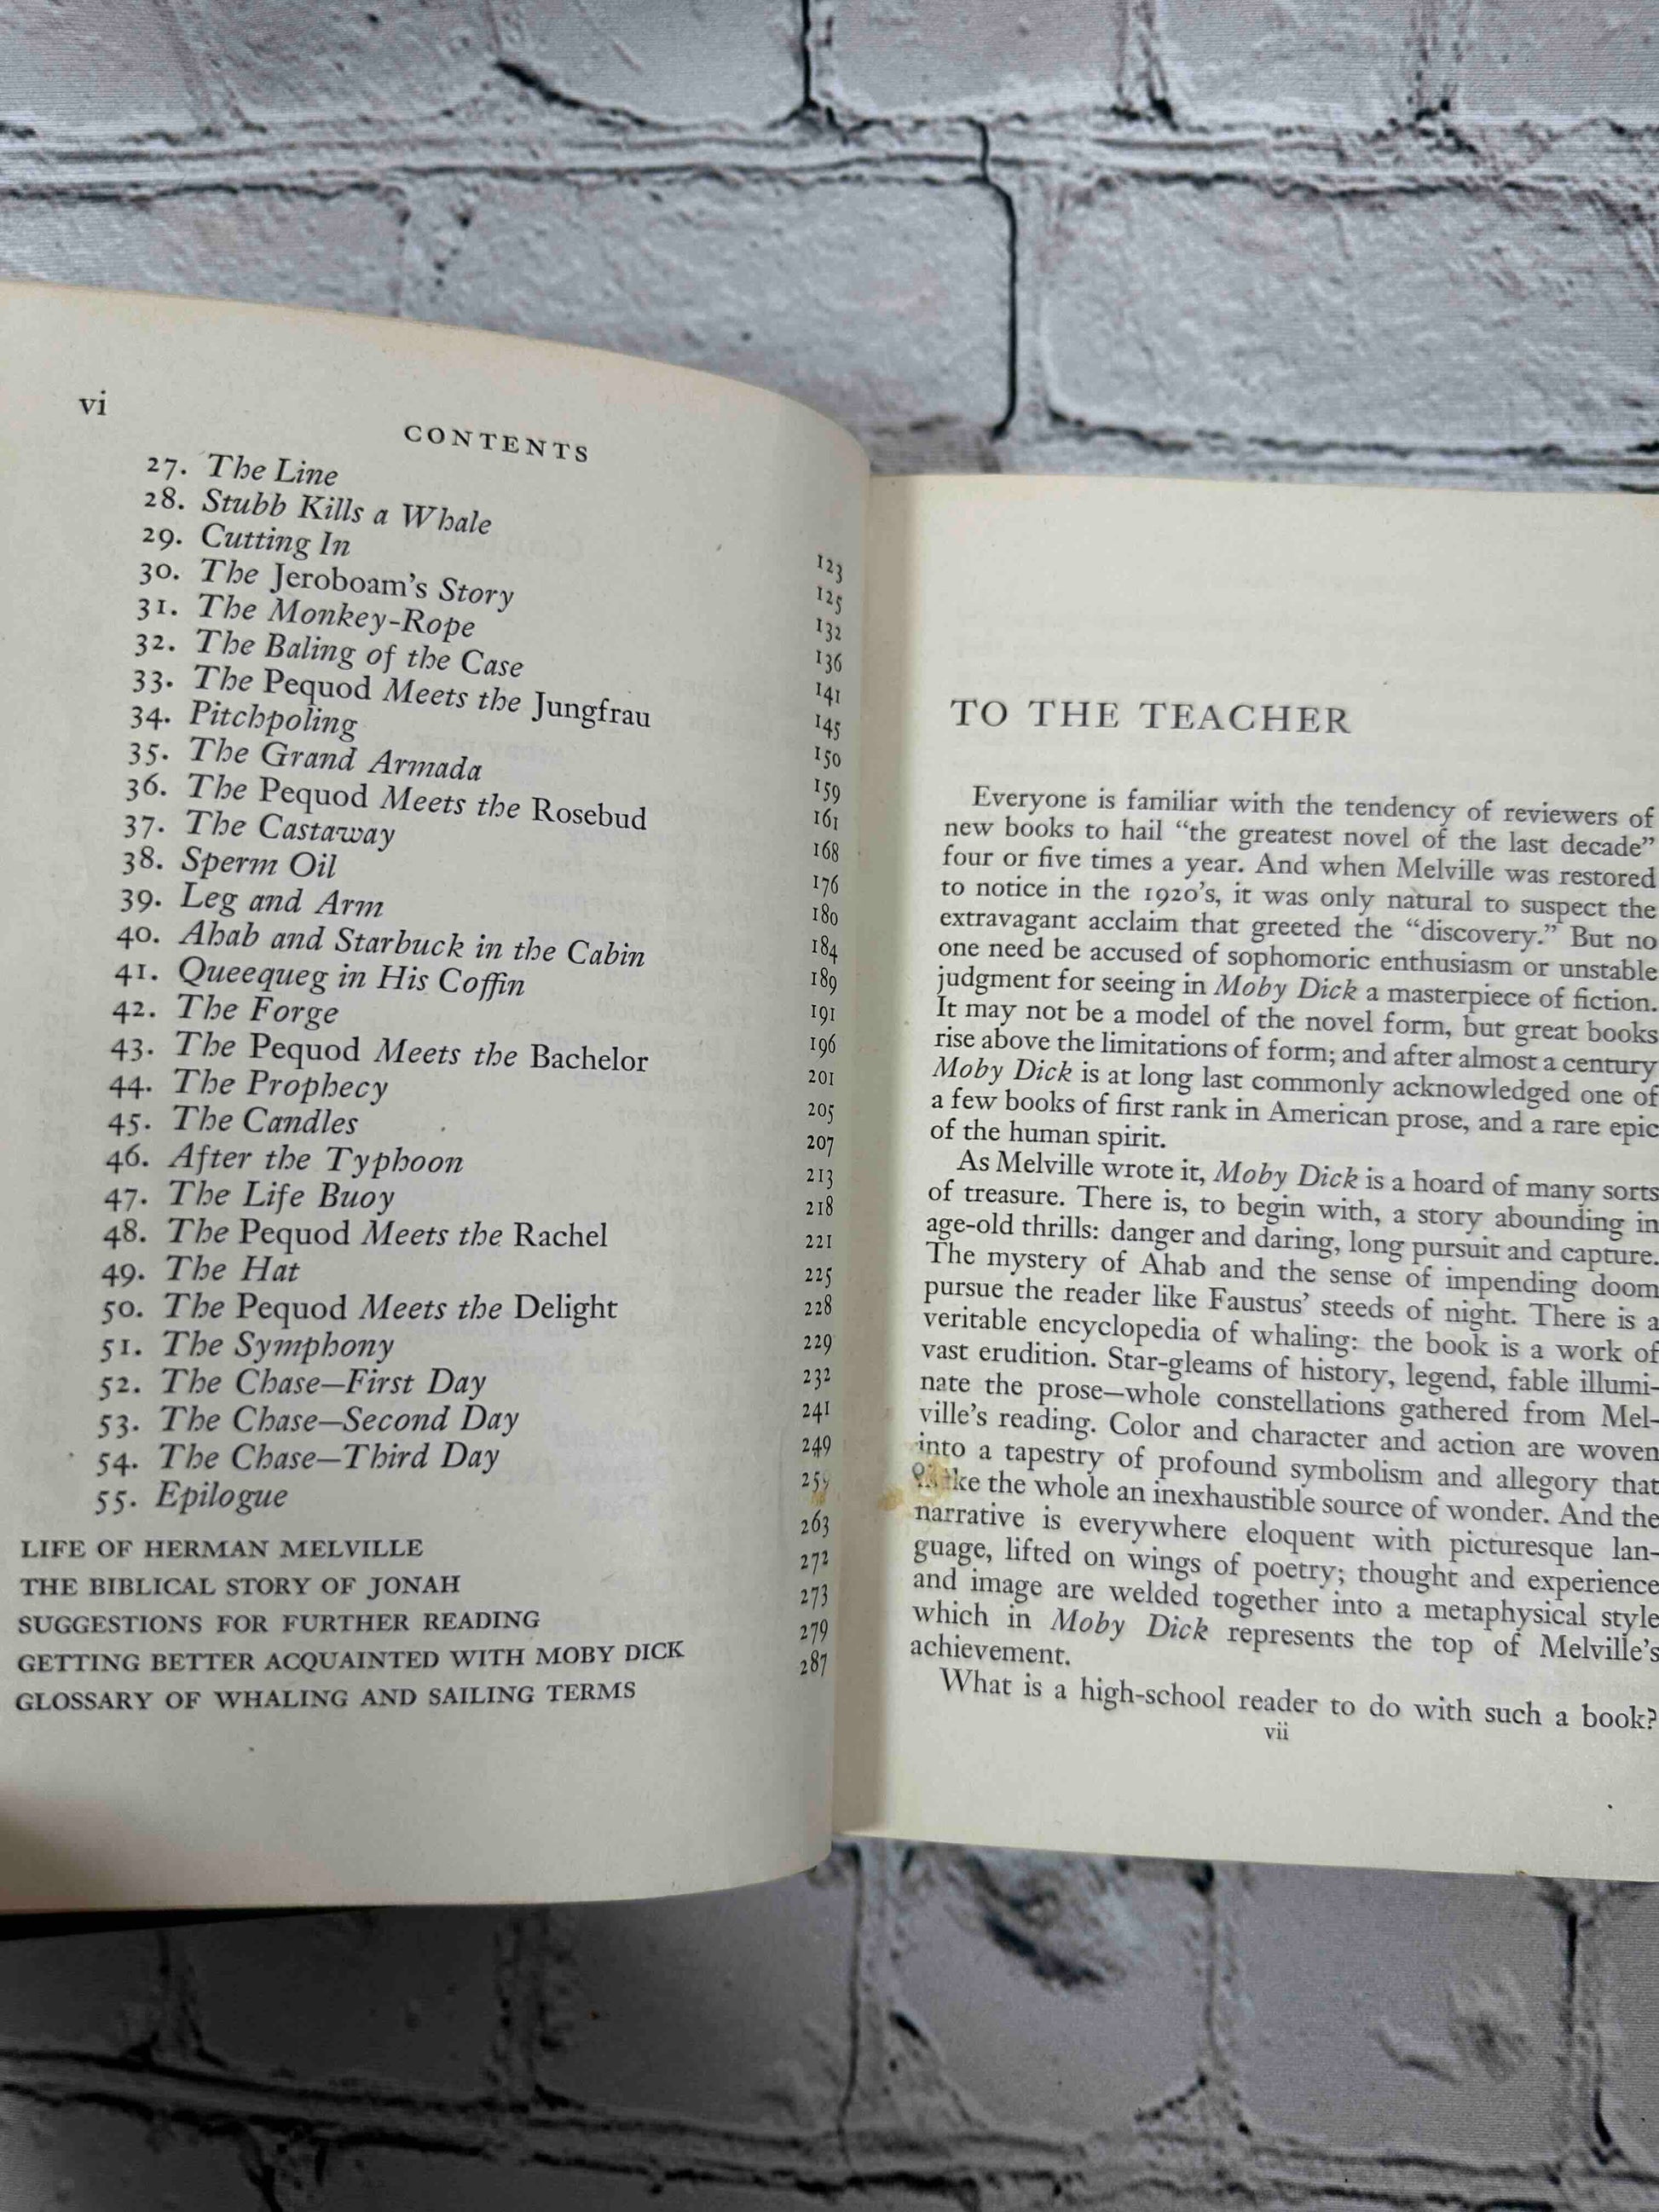 vi
CONTENTS
27. The Line 123
28. Stubb Kills a Whale 125
29. Cutting In 132
30. The Jeroboam's Story 136
31. The Monkey-Rope 141
32. The Baling of the Case 145
33. The Pequod Meets the Jungfrau 150
34. Pitchpoling 159
35. The Grand Armada 161
36. The Pequod Meets the Rosebud 168
37. The Castaway 176
38. Sperm Oil 180
39. Leg and Arm 184
40. Ahab and Starbuck in the Cabin 189
41. Queequeg in His Coffin 191
42. The Forge 196
43. The Pequod Meets the Bachelor 201
44. The Prophecy 205
45. The Candles 207
46. After the Typhoon 213
47. The Life Buoy 218
48. The Pequod Meets the Rachel 221
49. The Hat 225
50. The Pequod Meets the Delight 228
51. The Symphony 229
52. The Chase—First Day 232
53. The Chase—Second Day 241
54. The Chase—Third Day 249
55. Epilogue 259
LIFE OF HERMAN MELVILLE 263
THE BIBLICAL STORY OF JONAH 272
SUGGESTIONS FOR FURTHER READING 273
GETTING BETTER ACQUAINTED WITH MOBY DICK 279
GLOSSARY OF WHALING AND SAILING TERMS 287
TO THE TEACHER
Everyone is familiar with the tendency of reviewers of
new books to hail "the greatest novel of the last decade"
four or five times a year. And when Melville was restored
to notice in the 1920's, it was only natural to suspect the
extravagant acclaim that greeted the "discovery." But no
one need be accused of sophomoric enthusiasm or unstable
judgment for seeing in Moby Dick a masterpiece of fiction.
It may not be a model of the novel form, but great books
rise above the limitations of form; and after almost a century
Moby Dick is at long last commonly acknowledged one of
a few books of first rank in American prose, and a rare epic
of the human spirit.
As Melville wrote it, Moby Dick is a hoard of many sorts
of treasure. There is, to begin with, a story abounding in
age-old thrills: danger and daring, long pursuit and capture.
The mystery of Ahab and the sense of impending doom
pursue the reader like Faustus' steeds of night. There is a
veritable encyclopedia of whaling: the book is a work of
vast erudition. Star-gleams of history, legend, fable illumi-
nate the prose—whole constellations gathered from Mel-
ville's reading. Color and character and action are woven
into a tapestry of profound symbolism and allegory that
the whole an inexhaustible source of wonder. And the
narrative is everywhere eloquent with picturesque lan-
guage, lifted on wings of poetry; thought and experience
and image are welded together into a metaphysical style
which in Moby Dick represents the top of Melville's
achievement.
What is a high-school reader to do with such a book?
vii